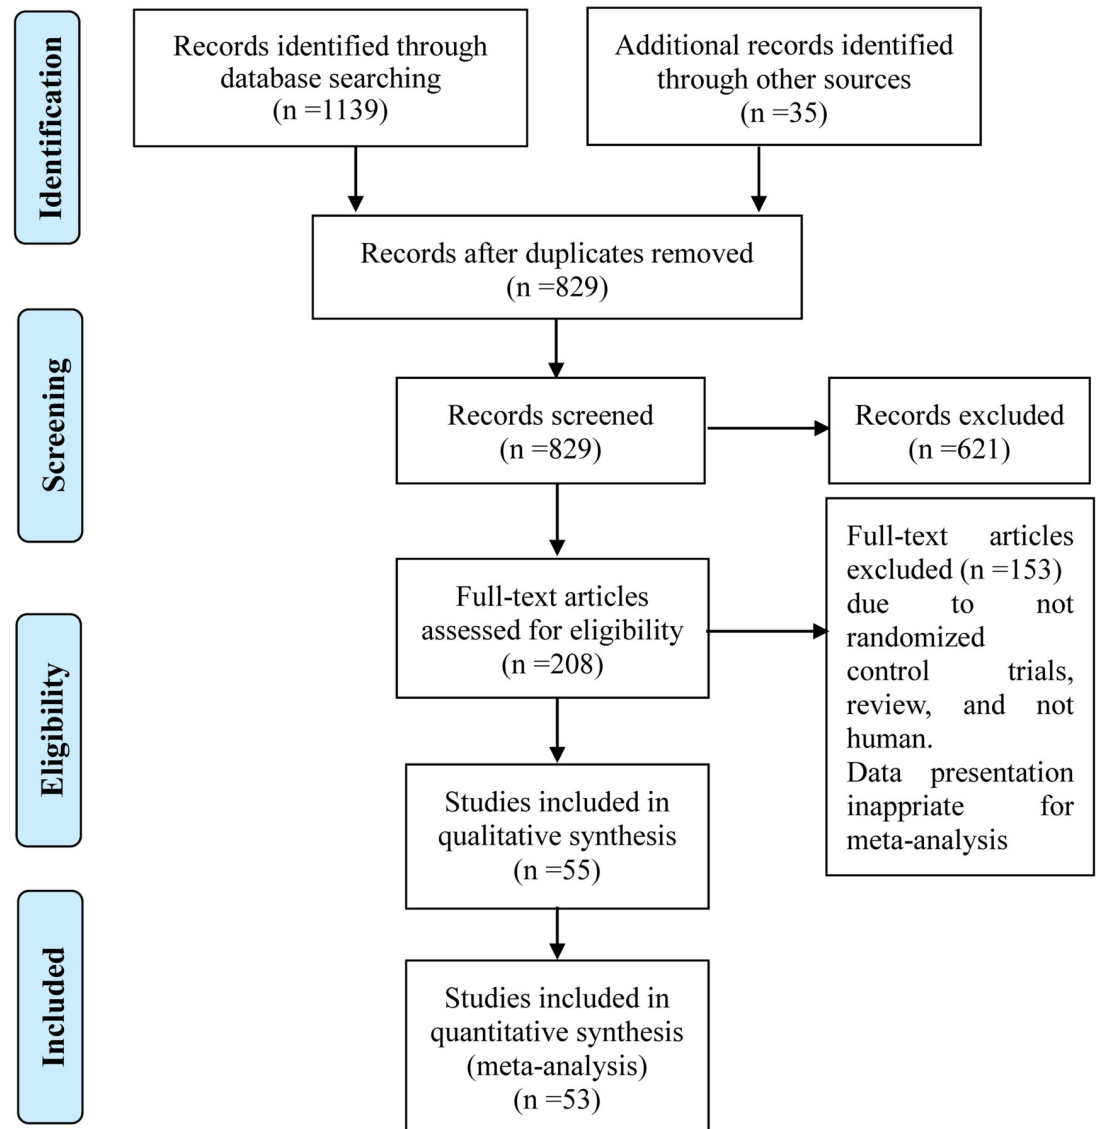 Identification
Records identified through
database searching
(n =1139)
Additional records identified
through other sources
(n =35)
Records after duplicates removed
(n =829)
Screening
Records screened
(n =829)
Records excluded
(n =621)
Eligibility
Full-text articles
assessed for eligibility
(n =208)
Full-text articles
excluded (n =153)
due to not
randomized
control trials,
review, and not
human.
Data presentation
inappriate for
meta-analysis
Studies included in
qualitative synthesis
(n =55)
Included
Studies included in
quantitative synthesis
(meta-analysis)
(n =53)